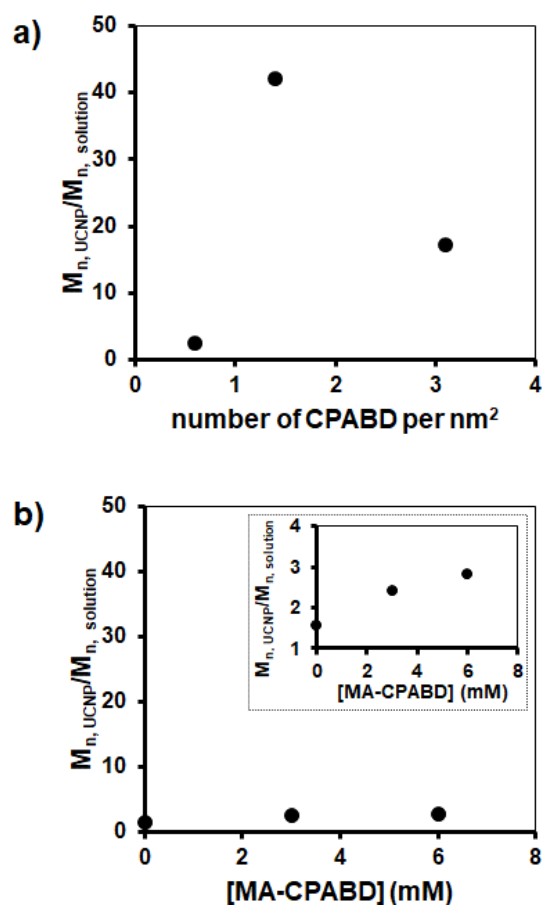 a)
50
40
30
20
10
0
0 1 2 3 4
Mn, UCNP/Mn, solution
number of CPABD per nm²
b)
50
40
30
20
10
0
0 2 4 6 8
Mn, UCNP/Mn, solution
[MA-CPABD] (mM)
4
3
2
1
0 2 4 6 8
Mn, UCNP/Mn, solution
[MA-CPABD] (mM)